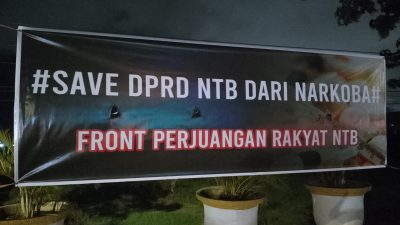 #SAVE DPRD NTB DARI NARKOBA#
FRONT PERJUANGAN RAKYAT NTB